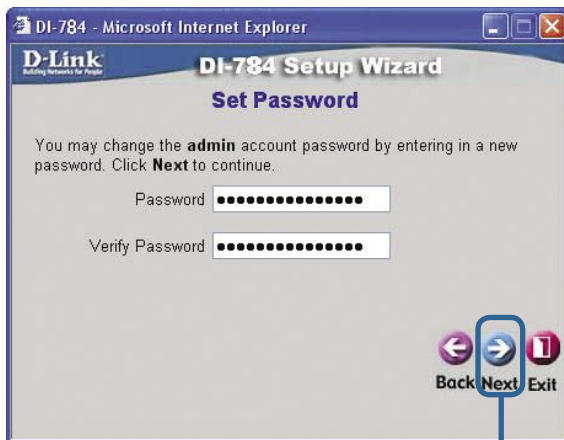 DI-784 - Microsoft Internet Explorer
D-Link
Building Networks for People
DI-784 Setup Wizard
Set Password
You may change the admin account password by entering in a new
password. Click Next to continue.
Password ●●●●●●●●●●●●●●●
Verify Password ●●●●●●●●●●●●●●●
Back Next Exit